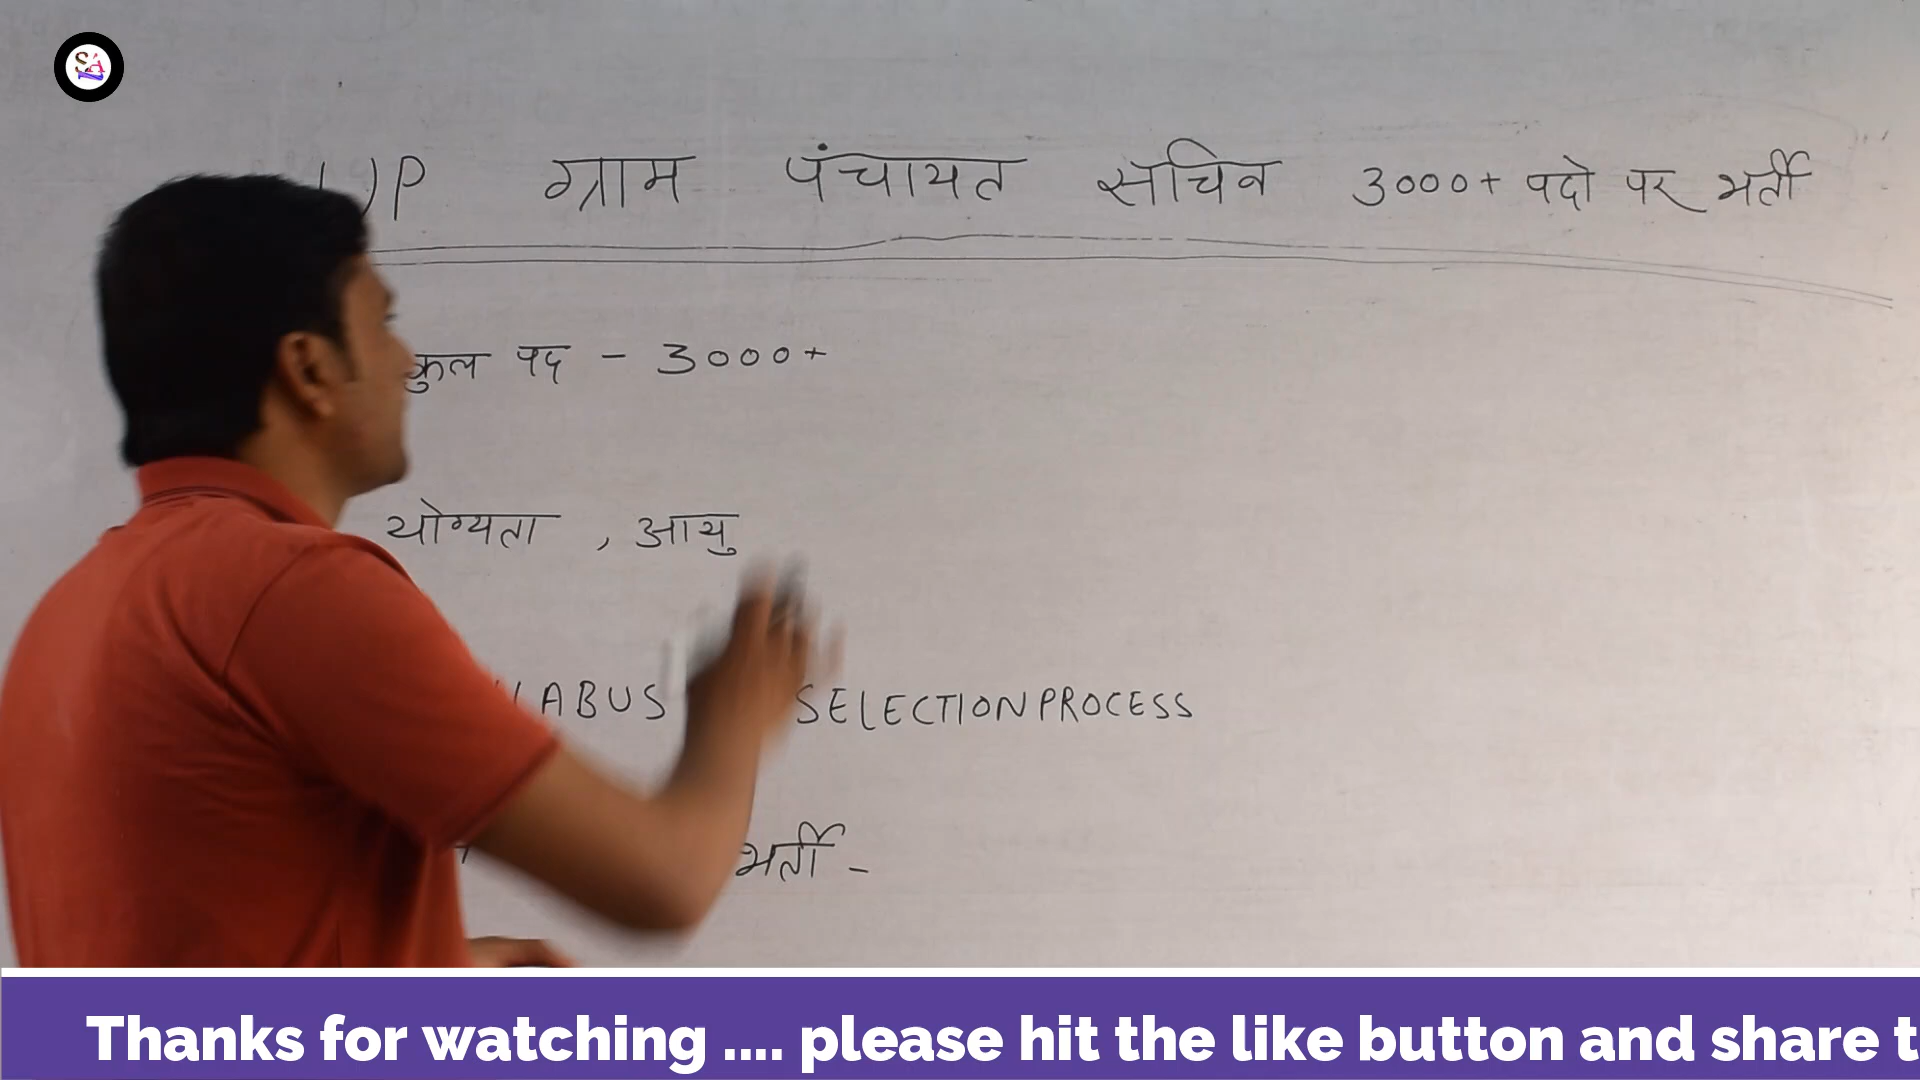 UP ग्राम पंचायत सचिव 3000+ पदो पर भर्ती
कुल पद - 3000+
योग्यता , आयु
SELECTION PROCESS
भर्ती -
Thanks for watching .... please hit the like button and share